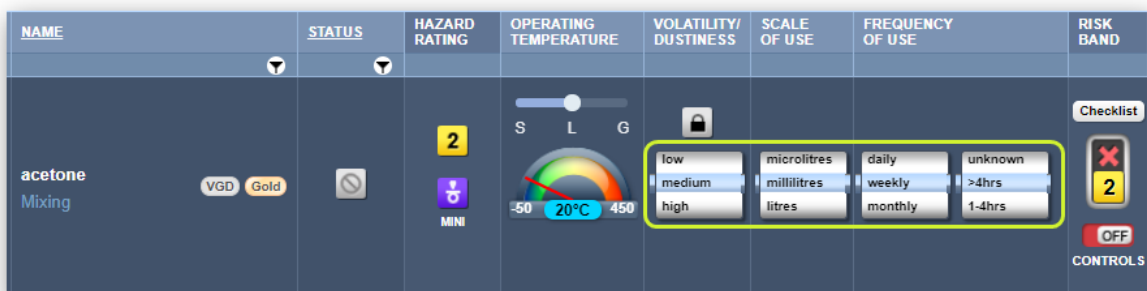 NAME
STATUS
HAZARD
RATING
OPERATING
TEMPERATURE
VOLATILITY/
DUSTINESS
SCALE
OF USE
FREQUENCY
OF USE
RISK
BAND
acetone
Mixing
VGD
Gold
2
MINI
S L G
-50 20°C 450
low
medium
high
microlitres
millilitres
litres
daily
weekly
monthly
unknown
>4hrs
1-4hrs
Checklist
2
OFF
CONTROLS